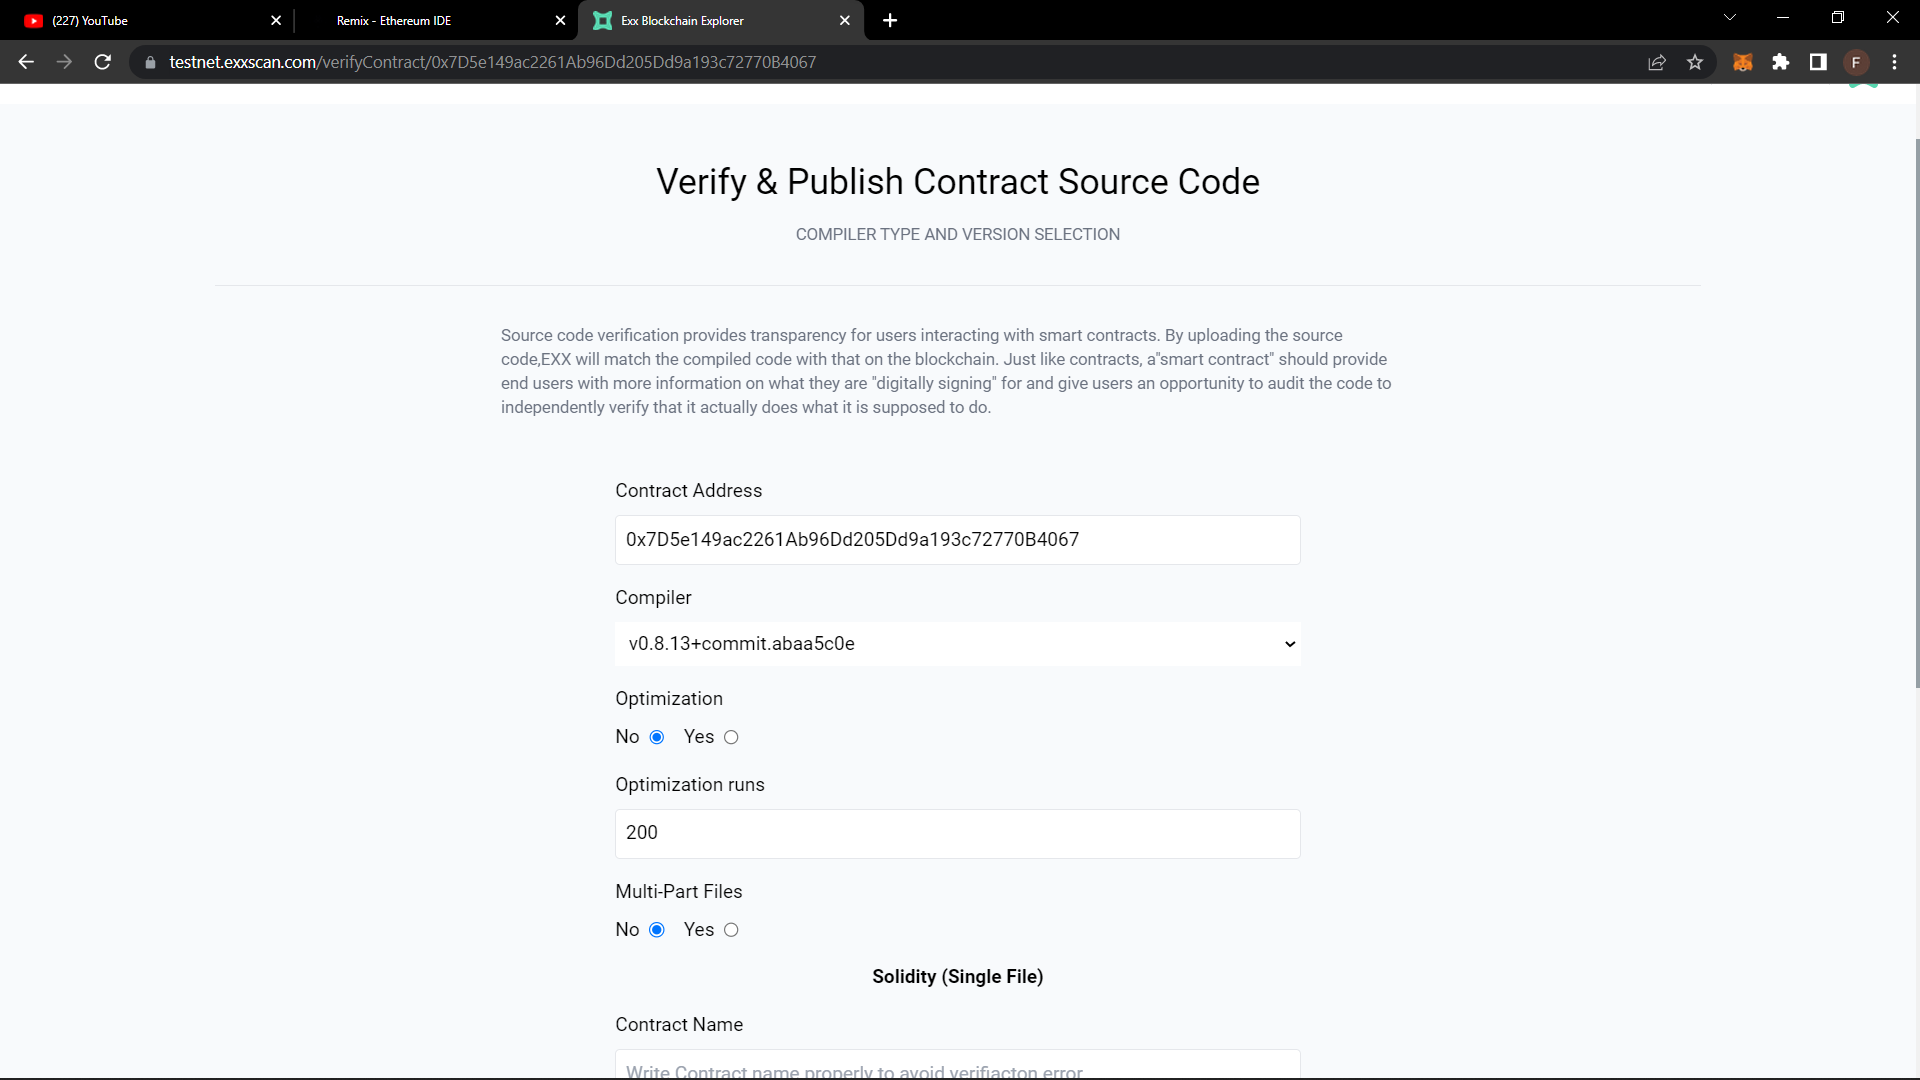 (227) YouTube
Remix - Ethereum IDE
Exx Blockchain Explorer
testnet.exxscan.com/verifyContract/0x7D5e149ac2261Ab96Dd205Dd9a193c72770B4067
F
Verify & Publish Contract Source Code
COMPILER TYPE AND VERSION SELECTION
Source code verification provides transparency for users interacting with smart contracts. By uploading the source
code,EXX will match the compiled code with that on the blockchain. Just like contracts, a"smart contract" should provide
end users with more information on what they are "digitally signing" for and give users an opportunity to audit the code to
independently verify that it actually does what it is supposed to do.
Contract Address
0x7D5e149ac2261Ab96Dd205Dd9a193c72770B4067
Compiler
v0.8.13+commit.abaa5c0e
Optimization
No Yes
Optimization runs
200
Multi-Part Files
No Yes
Solidity (Single File)
Contract Name
Write Contract name properly to avoid verifiacton error